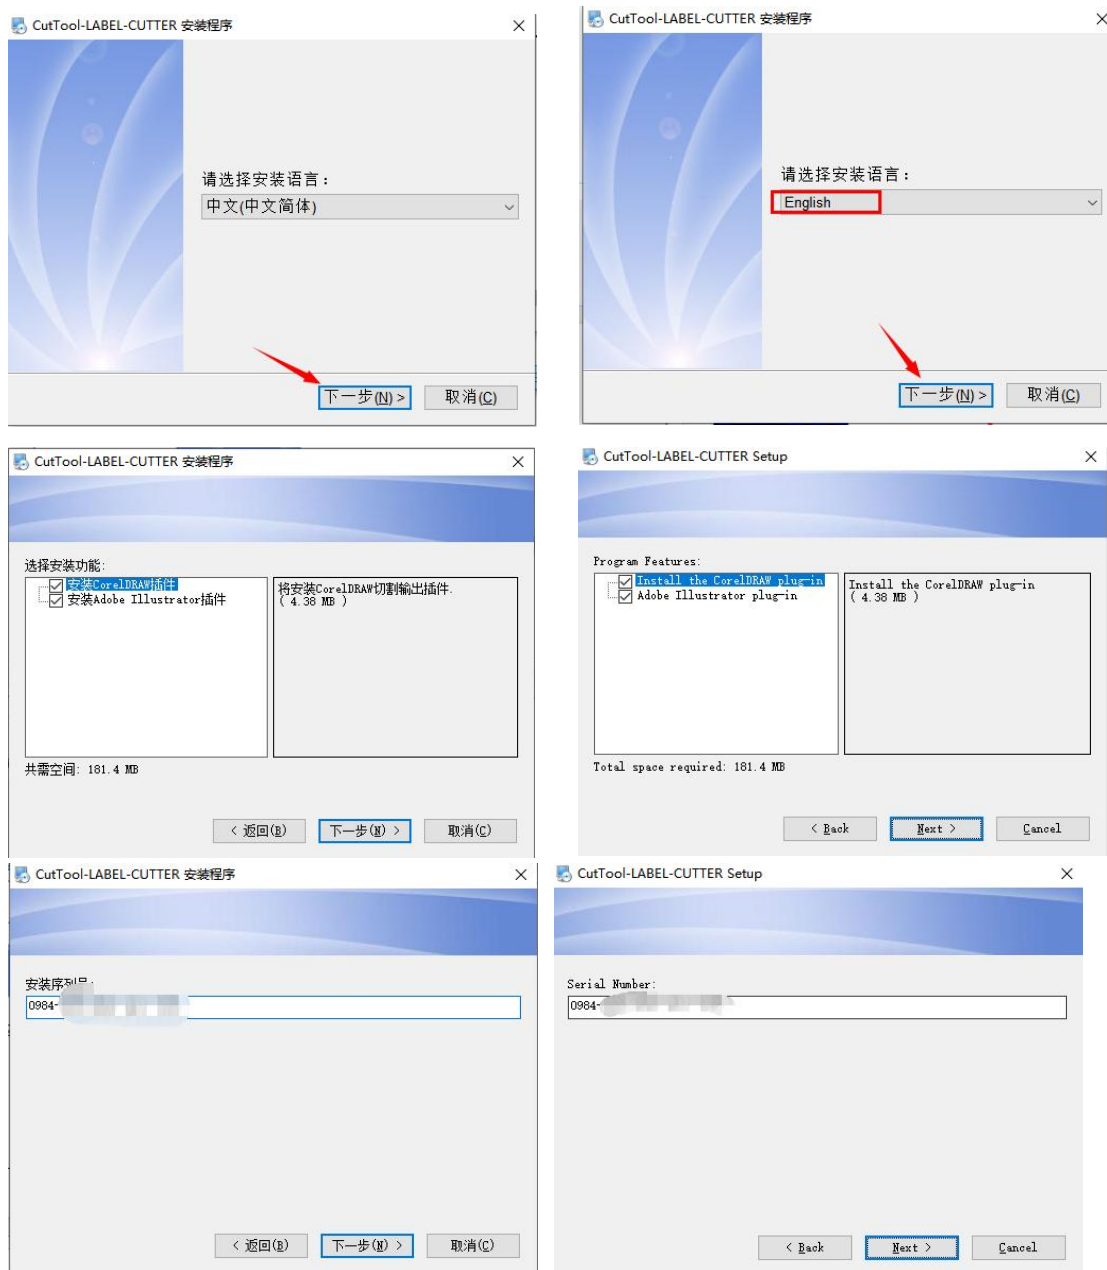 CutTool-LABEL-CUTTER 安装程序
请选择安装语言：
中文(中文简体)
下一步(N) >
取消(C)
CutTool-LABEL-CUTTER 安装程序
请选择安装语言：
English
下一步(N) >
取消(C)
CutTool-LABEL-CUTTER 安装程序
选择安装功能:
安装CorelDRAW插件
安装Adobe Illustrator插件
将安装CorelDRAW切割输出插件.
( 4.38 MB )
共需空间: 181.4 MB
< 返回(B)
下一步(N) >
取消(C)
CutTool-LABEL-CUTTER Setup
Program Features:
Install the CorelDRAW plug-in
Adobe Illustrator plug-in
Install the CorelDRAW plug-in
( 4.38 MB )
Total space required: 181.4 MB
< Back
Next >
Cancel
CutTool-LABEL-CUTTER 安装程序
安装序列号:
0984-
< 返回(B)
下一步(N) >
取消(C)
CutTool-LABEL-CUTTER Setup
Serial Number:
0984-
< Back
Next >
Cancel